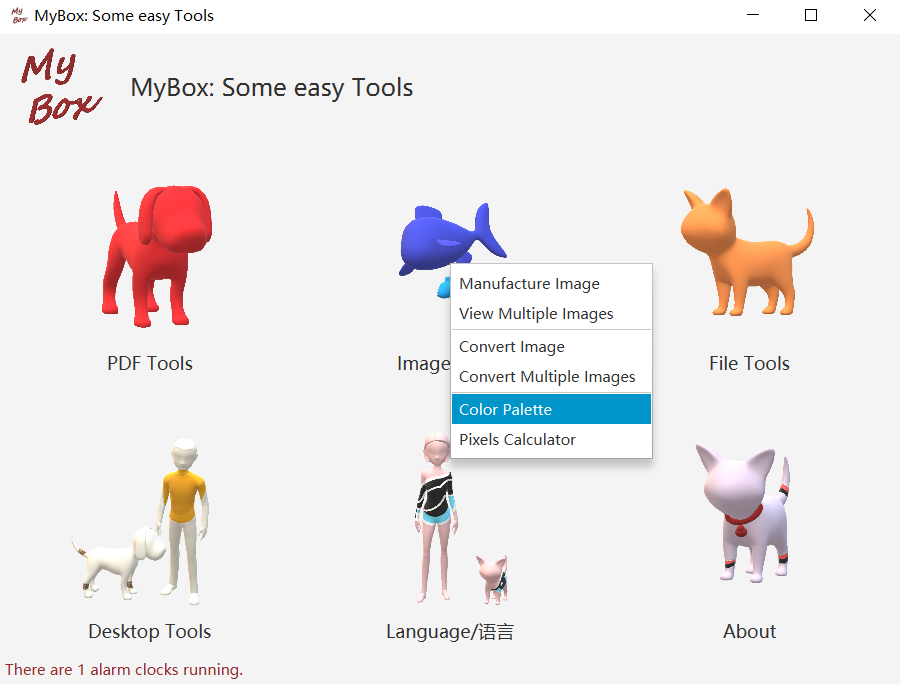 My Box MyBox: Some easy Tools
My
Box
MyBox: Some easy Tools
PDF Tools
Image
File Tools
Manufacture Image
View Multiple Images
Convert Image
Convert Multiple Images
Color Palette
Pixels Calculator
Desktop Tools
Language/语言
About
There are 1 alarm clocks running.